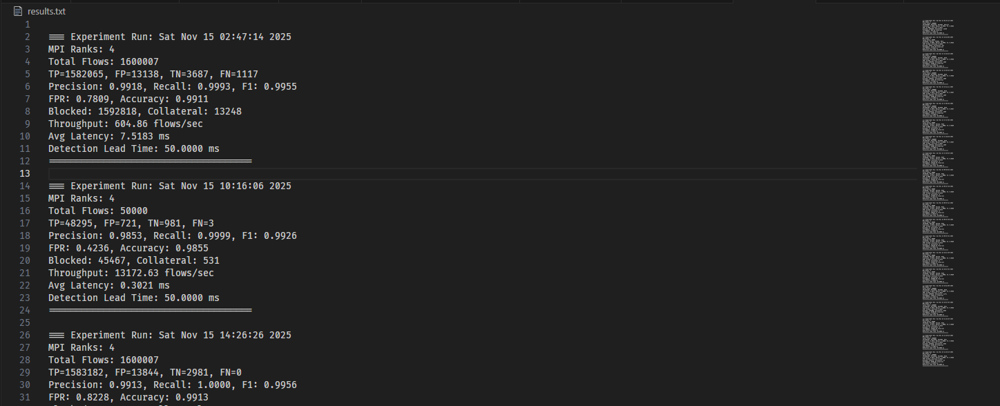 results.txt
1
2 === Experiment Run: Sat Nov 15 02:47:14 2025
3 MPI Ranks: 4
4 Total Flows: 1600007
5 TP=1582065, FP=13138, TN=3687, FN=1117
6 Precision: 0.9918, Recall: 0.9993, F1: 0.9955
7 FPR: 0.7809, Accuracy: 0.9911
8 Blocked: 1592818, Collateral: 13248
9 Throughput: 604.86 flows/sec
10 Avg Latency: 7.5183 ms
11 Detection Lead Time: 50.0000 ms
12 =====================================
13
14 === Experiment Run: Sat Nov 15 10:16:06 2025
15 MPI Ranks: 4
16 Total Flows: 50000
17 TP=48295, FP=721, TN=981, FN=3
18 Precision: 0.9853, Recall: 0.9999, F1: 0.9926
19 FPR: 0.4236, Accuracy: 0.9855
20 Blocked: 45467, Collateral: 531
21 Throughput: 13172.63 flows/sec
22 Avg Latency: 0.3021 ms
23 Detection Lead Time: 50.0000 ms
24 =====================================
25
26 === Experiment Run: Sat Nov 15 14:26:26 2025
27 MPI Ranks: 4
28 Total Flows: 1600007
29 TP=1583182, FP=13844, TN=2981, FN=0
30 Precision: 0.9913, Recall: 1.0000, F1: 0.9956
31 FPR: 0.8228, Accuracy: 0.9913